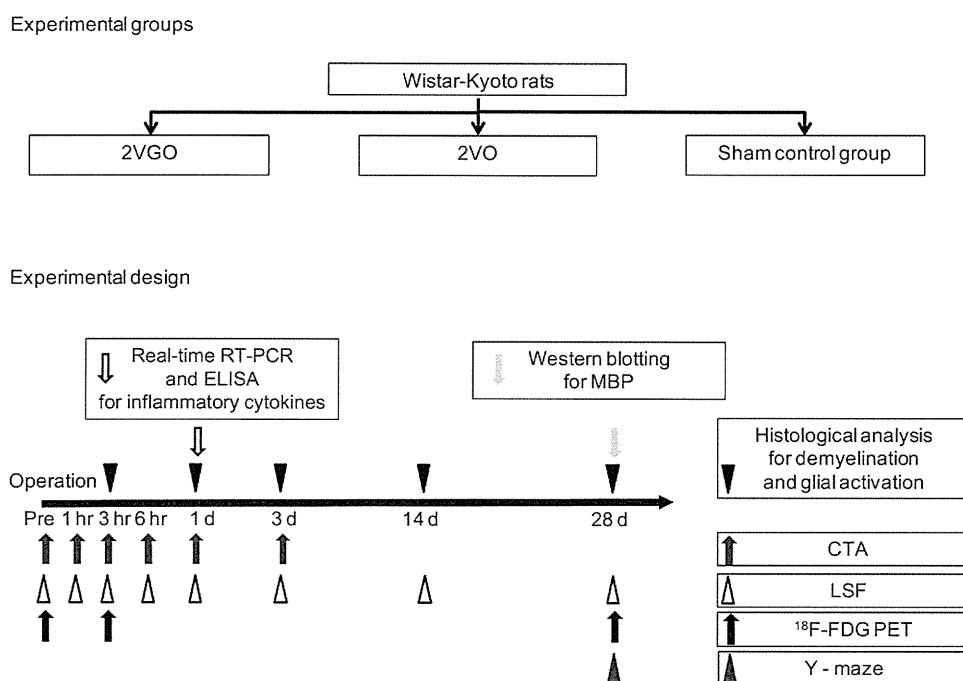 Experimental groups
Wistar-Kyoto rats
2VGO
2VO
Sham control group
Experimental design
Real-time RT-PCR
and ELISA
for inflammatory cytokines
Western blotting
for MBP
Histological analysis
for demyelination
and glial activation
Operation
Pre 1 hr 3 hr 6 hr 1 d 3 d 14 d 28 d
CTA
LSF
¹⁸F-FDG PET
Y - maze